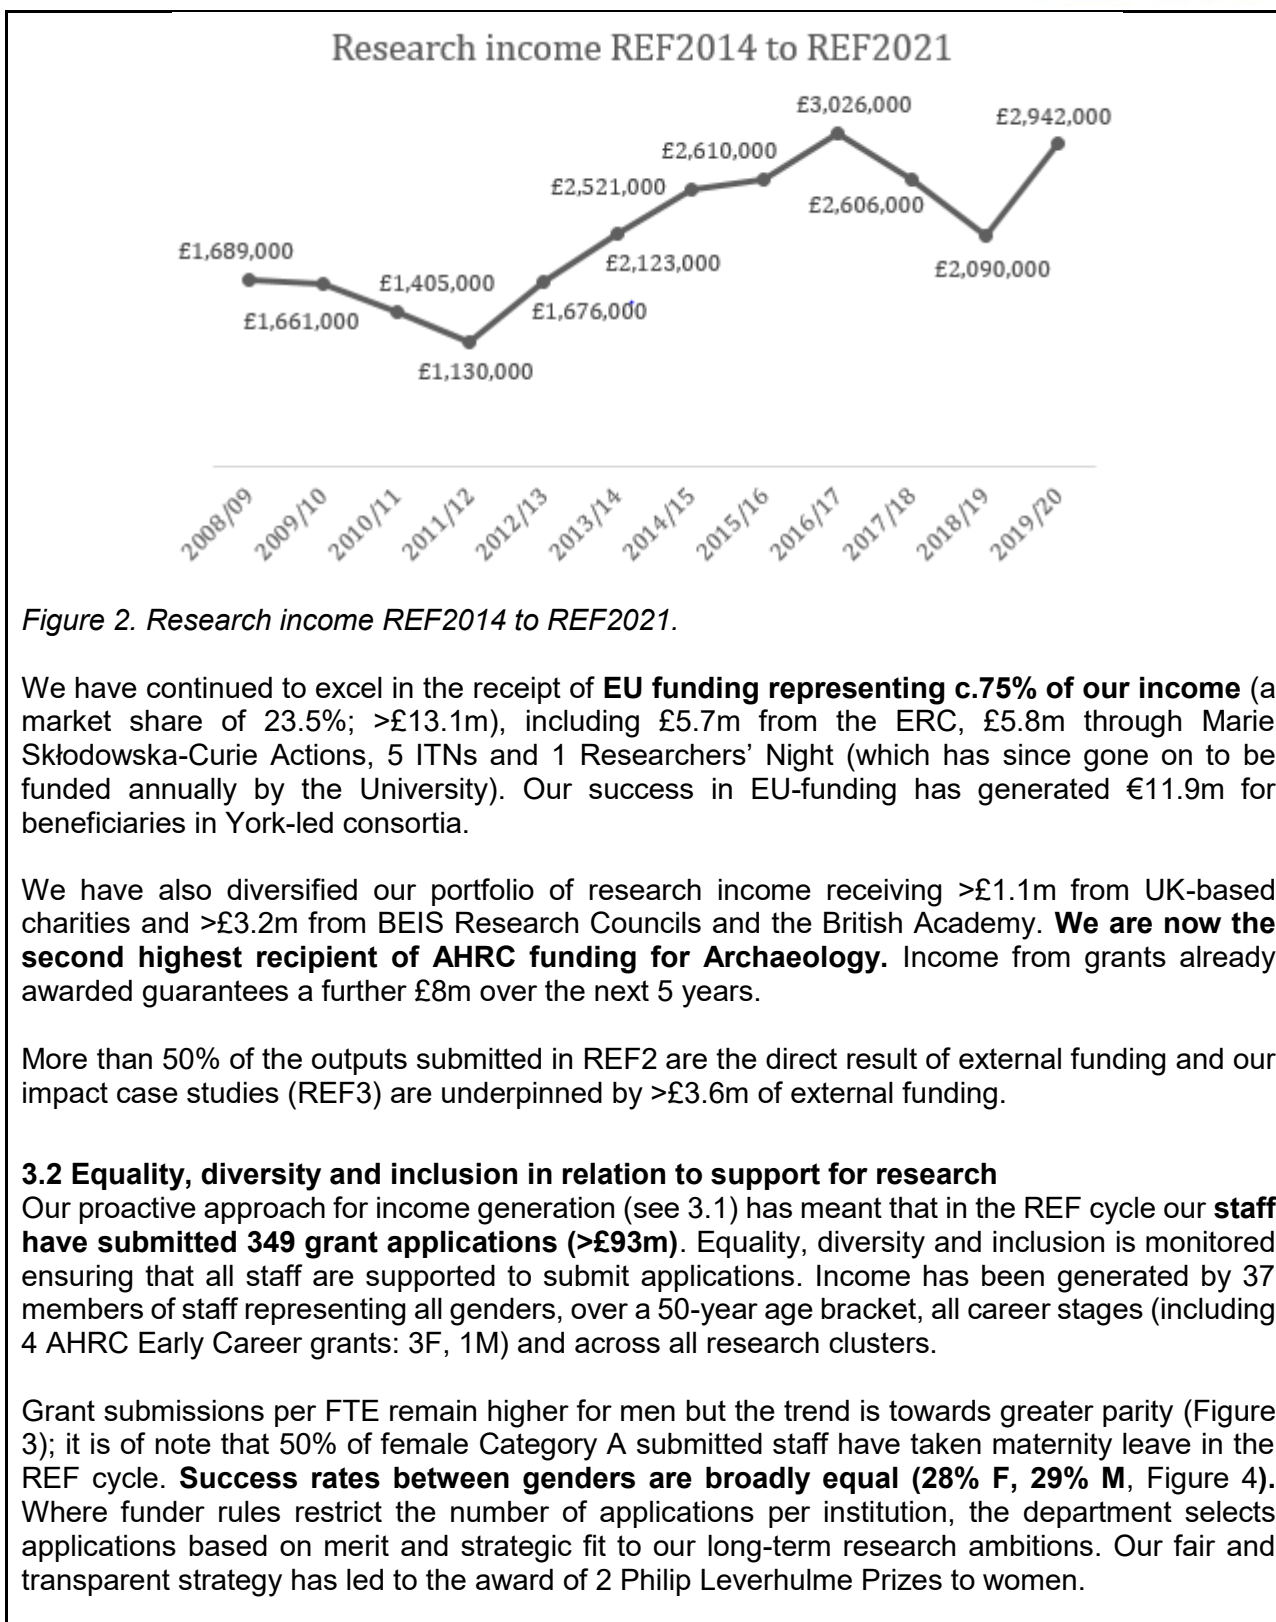 Research income REF2014 to REF2021
£3,026,000
£2,942,000
£2,610,000
£2,521,000
£2,606,000
£1,689,000
£2,123,000
£2,090,000
£1,405,000
£1,661,000
£1,676,000
£1,130,000
2008/09
2009/10
2010/11
2011/12
2012/13
2013/14
2014/15
2015/16
2016/17
2017/18
2018/19
2019/20
Figure 2. Research income REF2014 to REF2021.
We have continued to excel in the receipt of EU funding representing c.75% of our income (a
market share of 23.5%; >£13.1m), including £5.7m from the ERC, £5.8m through Marie
Skłodowska-Curie Actions, 5 ITNs and 1 Researchers’ Night (which has since gone on to be
funded annually by the University). Our success in EU-funding has generated €11.9m for
beneficiaries in York-led consortia.
We have also diversified our portfolio of research income receiving >£1.1m from UK-based
charities and >£3.2m from BEIS Research Councils and the British Academy. We are now the
second highest recipient of AHRC funding for Archaeology. Income from grants already
awarded guarantees a further £8m over the next 5 years.
More than 50% of the outputs submitted in REF2 are the direct result of external funding and our
impact case studies (REF3) are underpinned by >£3.6m of external funding.
3.2 Equality, diversity and inclusion in relation to support for research
Our proactive approach for income generation (see 3.1) has meant that in the REF cycle our staff
have submitted 349 grant applications (>£93m). Equality, diversity and inclusion is monitored
ensuring that all staff are supported to submit applications. Income has been generated by 37
members of staff representing all genders, over a 50-year age bracket, all career stages (including
4 AHRC Early Career grants: 3F, 1M) and across all research clusters.
Grant submissions per FTE remain higher for men but the trend is towards greater parity (Figure
3); it is of note that 50% of female Category A submitted staff have taken maternity leave in the
REF cycle. Success rates between genders are broadly equal (28% F, 29% M, Figure 4).
Where funder rules restrict the number of applications per institution, the department selects
applications based on merit and strategic fit to our long-term research ambitions. Our fair and
transparent strategy has led to the award of 2 Philip Leverhulme Prizes to women.